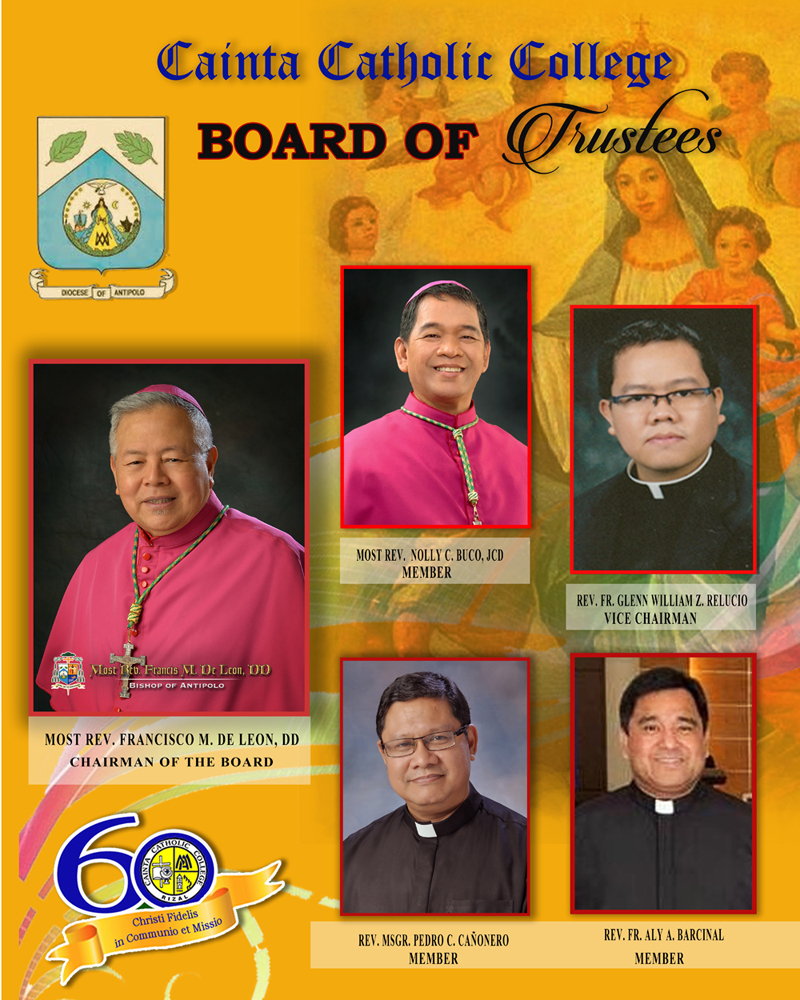 Cainta Catholic College
BOARD OF Trustees
DIOCESE OF ANTIPOLO
MOST REV. NOLLY C. BUCO, JCD
MEMBER
REV. FR. GLENN WILLIAM Z. RELUCIO
VICE CHAIRMAN
Most Rev. Francis M. De Leon, DD
BISHOP OF ANTIPOLO
MOST REV. FRANCISCO M. DE LEON, DD
CHAIRMAN OF THE BOARD
60
CAINTA CATHOLIC COLLEGE
RIZAL
Christi Fidelis
in Communio et Missio
REV. MSGR. PEDRO C. CAÑONERO
MEMBER
REV. FR. ALY A. BARCINAL
MEMBER